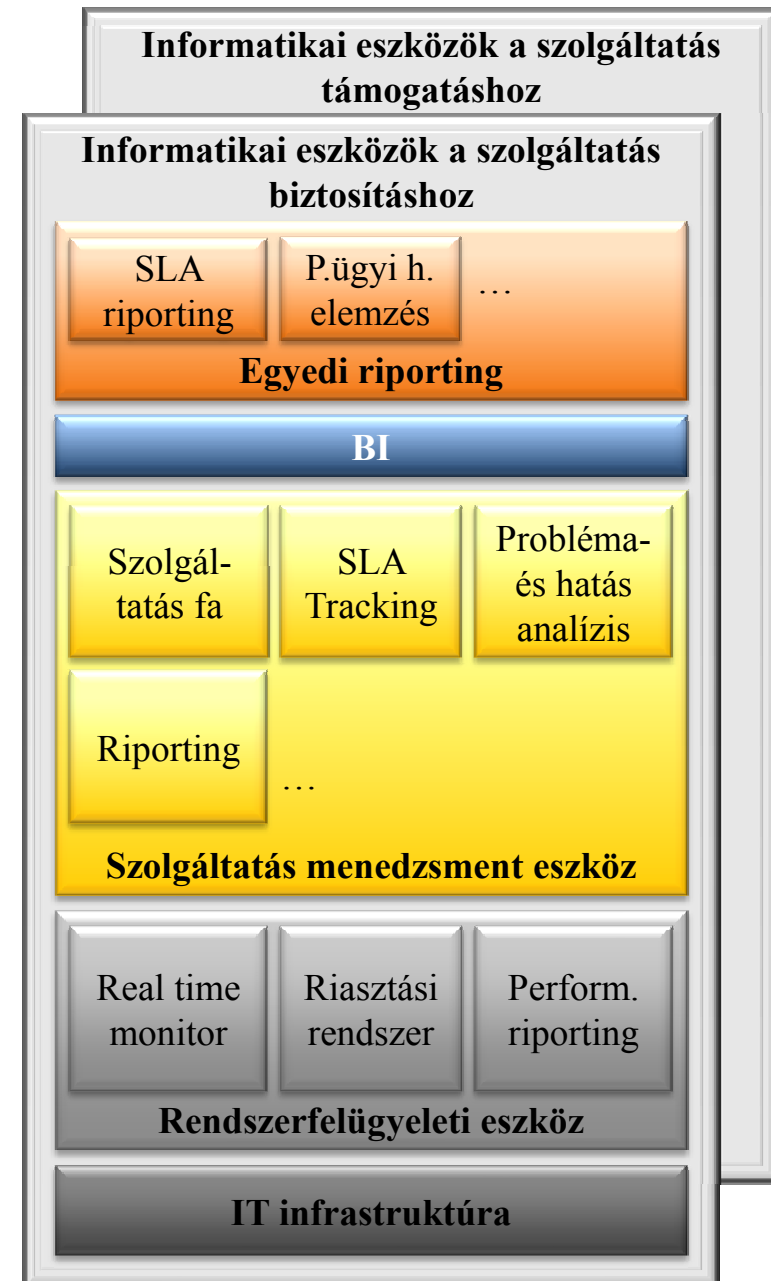 Informatikai eszközök a szolgáltatás
támogatáshoz
Informatikai eszközök a szolgáltatás
biztosításhoz
SLA
riporting
P.ügyi h.
elemzés
…
Egyedi riporting
BI
Szolgál-
tatás fa
SLA
Tracking
Probléma-
és hatás
analízis
Riporting
…
Szolgáltatás menedzsment eszköz
Real time
monitor
Riasztási
rendszer
Perform.
riporting
Rendszerfelügyeleti eszköz
IT infrastruktúra